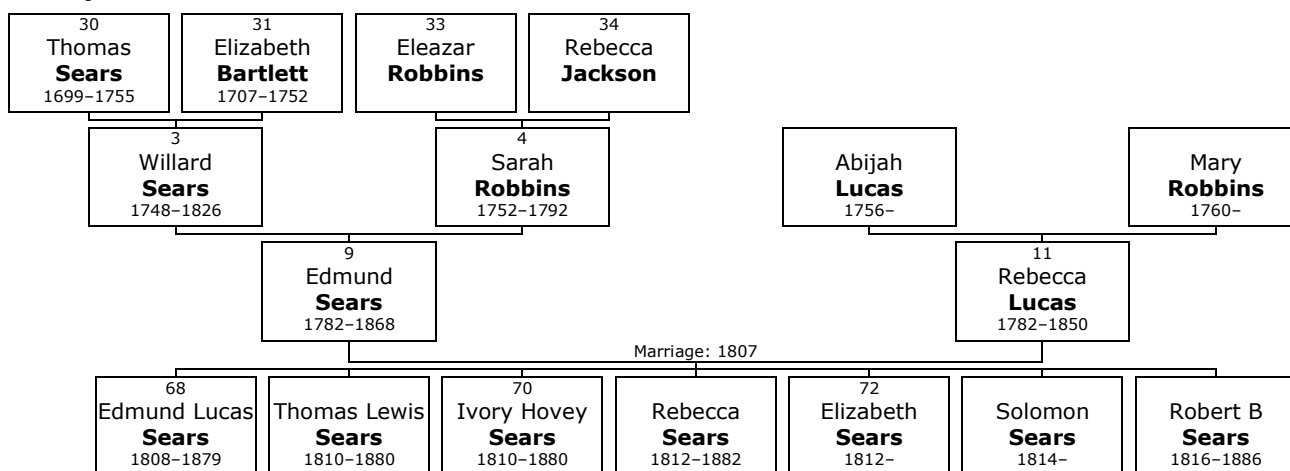 30
Thomas
Sears
1699–1755
31
Elizabeth
Bartlett
1707–1752
33
Eleazar
Robbins
34
Rebecca
Jackson
3
Willard
Sears
1748–1826
4
Sarah
Robbins
1752–1792
Abijah
Lucas
1756–
Mary
Robbins
1760–
9
Edmund
Sears
1782–1868
11
Rebecca
Lucas
1782–1850
Marriage: 1807
68
Edmund Lucas
Sears
1808–1879
Thomas Lewis
Sears
1810–1880
70
Ivory Hovey
Sears
1810–1880
Rebecca
Sears
1812–1882
72
Elizabeth
Sears
1812–
Solomon
Sears
1814–
Robert B
Sears
1816–1886